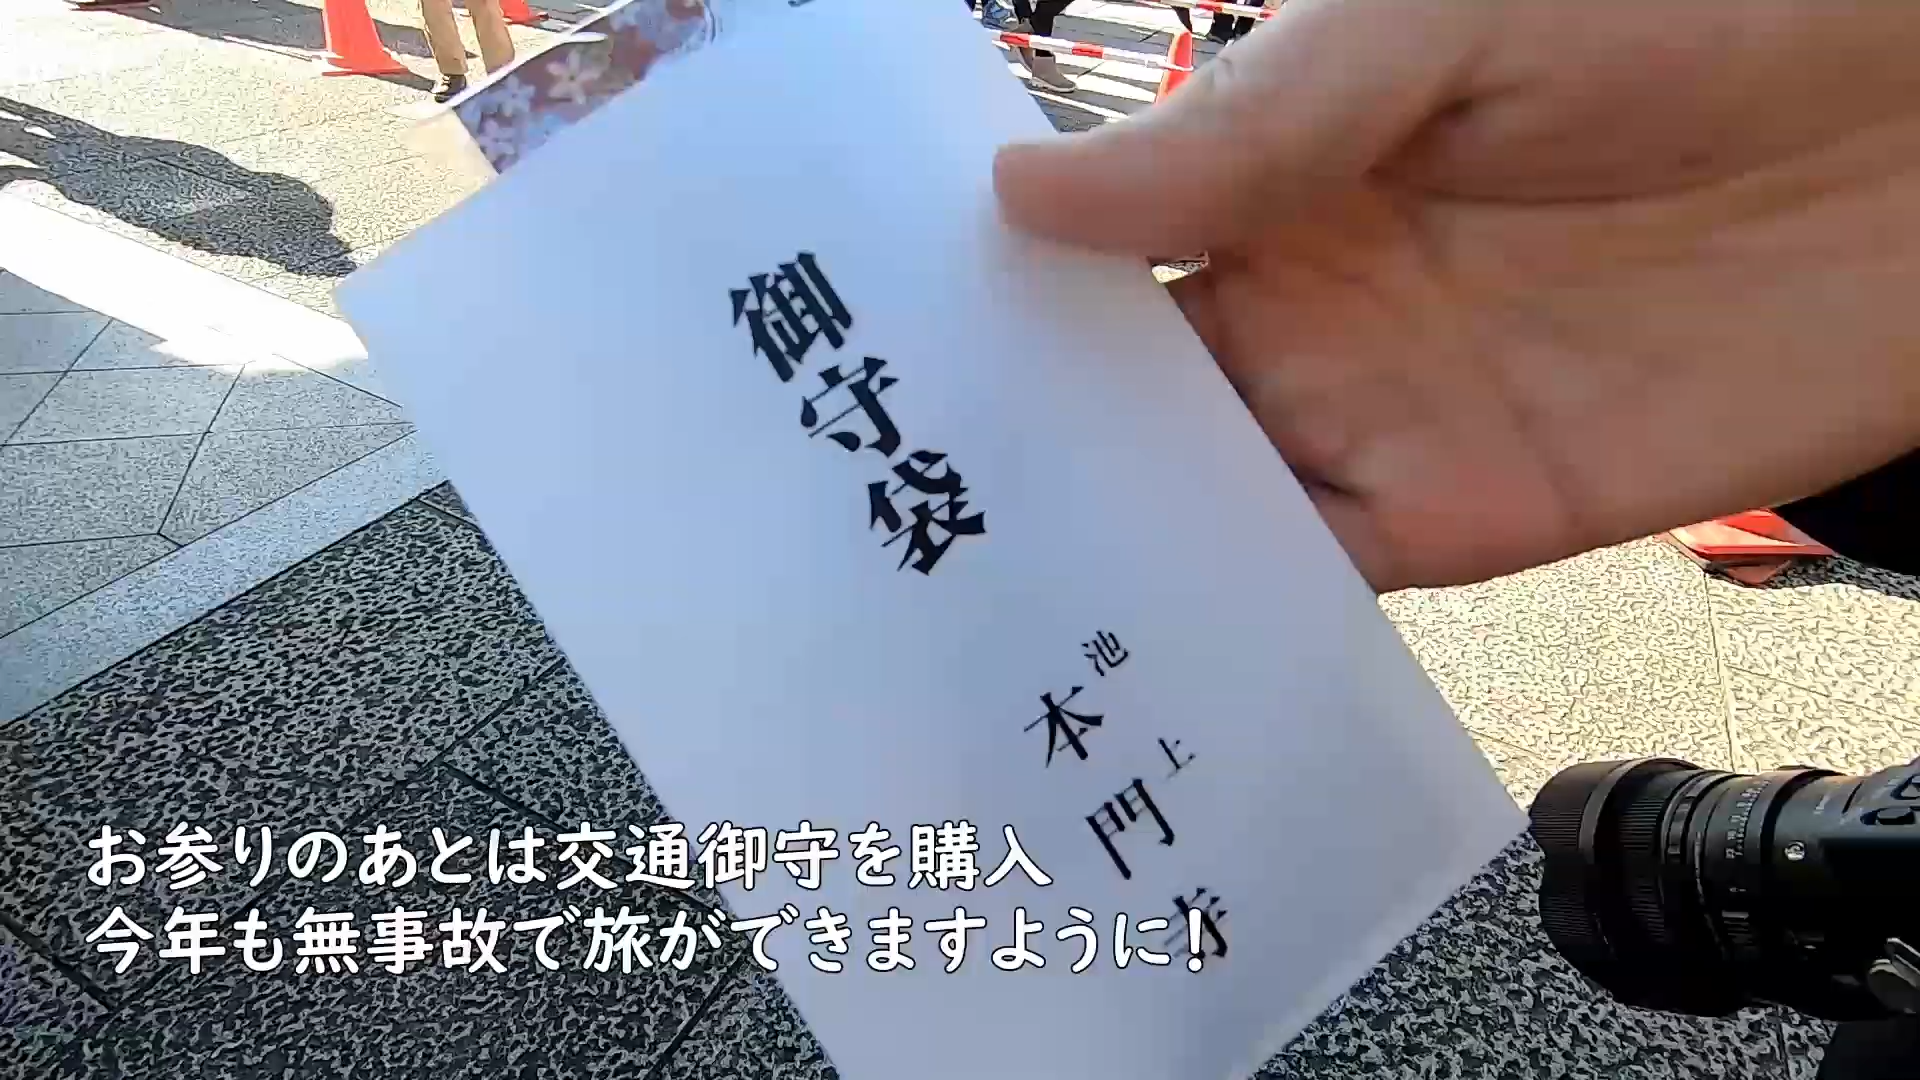 御守袋
池上
本門寺
お参りのあとは交通御守を購入
今年も無事故で旅ができますように!